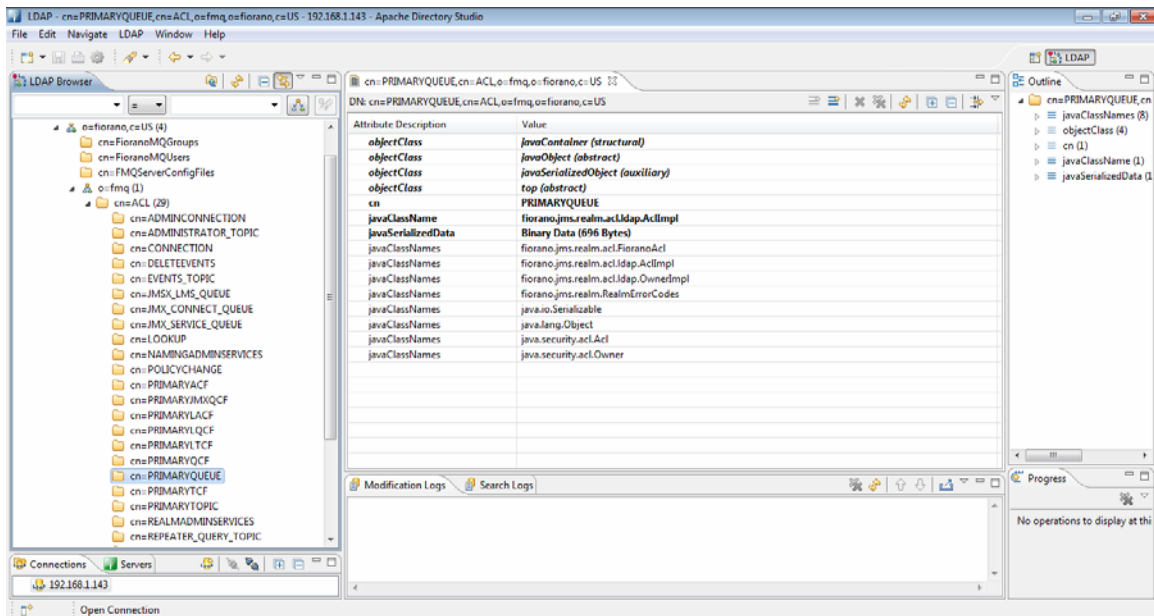 LDAP - cn=PRIMARYQUEUE,cn=ACL,o=fmq,o=fiorano,c=US - 192.168.1.143 - Apache Directory Studio
File Edit Navigate LDAP Window Help
LDAP
LDAP Browser
=
o=fiorano,c=US (4)
cn=FioranoMQGroups
cn=FioranoMQUsers
cn=FMQServerConfigFiles
o=fmq (1)
cn=ACL (29)
cn=ADMINCONNECTION
cn=ADMINISTRATOR_TOPIC
cn=CONNECTION
cn=DELETEEVENTS
cn=EVENTS_TOPIC
cn=JMSX_LMS_QUEUE
cn=JMX_CONNECT_QUEUE
cn=JMX_SERVICE_QUEUE
cn=LOOKUP
cn=NAMINGADMINSERVICES
cn=POLICYCHANGE
cn=PRIMARYACF
cn=PRIMARYJMXQCF
cn=PRIMARYLACF
cn=PRIMARYLQCF
cn=PRIMARYLTCF
cn=PRIMARYQCF
cn=PRIMARYQUEUE
cn=PRIMARYTCF
cn=PRIMARYTOPIC
cn=REALMADMINSERVICES
cn=REPEATER_QUERY_TOPIC
Connections Servers
192.168.1.143
Open Connection
cn=PRIMARYQUEUE,cn=ACL,o=fmq,o=fiorano,c=US
DN: cn=PRIMARYQUEUE,cn=ACL,o=fmq,o=fiorano,c=US
Attribute Description Value
objectClass javaContainer (structural)
objectClass javaObject (abstract)
objectClass javaSerializedObject (auxiliary)
objectClass top (abstract)
cn PRIMARYQUEUE
javaClassName fiorano.jms.realm.acl.ldap.AclImpl
javaSerializedData Binary Data (696 Bytes)
javaClassNames fiorano.jms.realm.acl.FioranoAcl
javaClassNames fiorano.jms.realm.acl.ldap.AclImpl
javaClassNames fiorano.jms.realm.acl.ldap.OwnerImpl
javaClassNames fiorano.jms.realm.RealmErrorCodes
javaClassNames java.io.Serializable
javaClassNames java.lang.Object
javaClassNames java.security.acl.Acl
javaClassNames java.security.acl.Owner
Modification Logs Search Logs
Outline
cn=PRIMARYQUEUE,cn
javaClassNames (8)
objectClass (4)
cn (1)
javaClassName (1)
javaSerializedData (1
Progress
No operations to display at thi